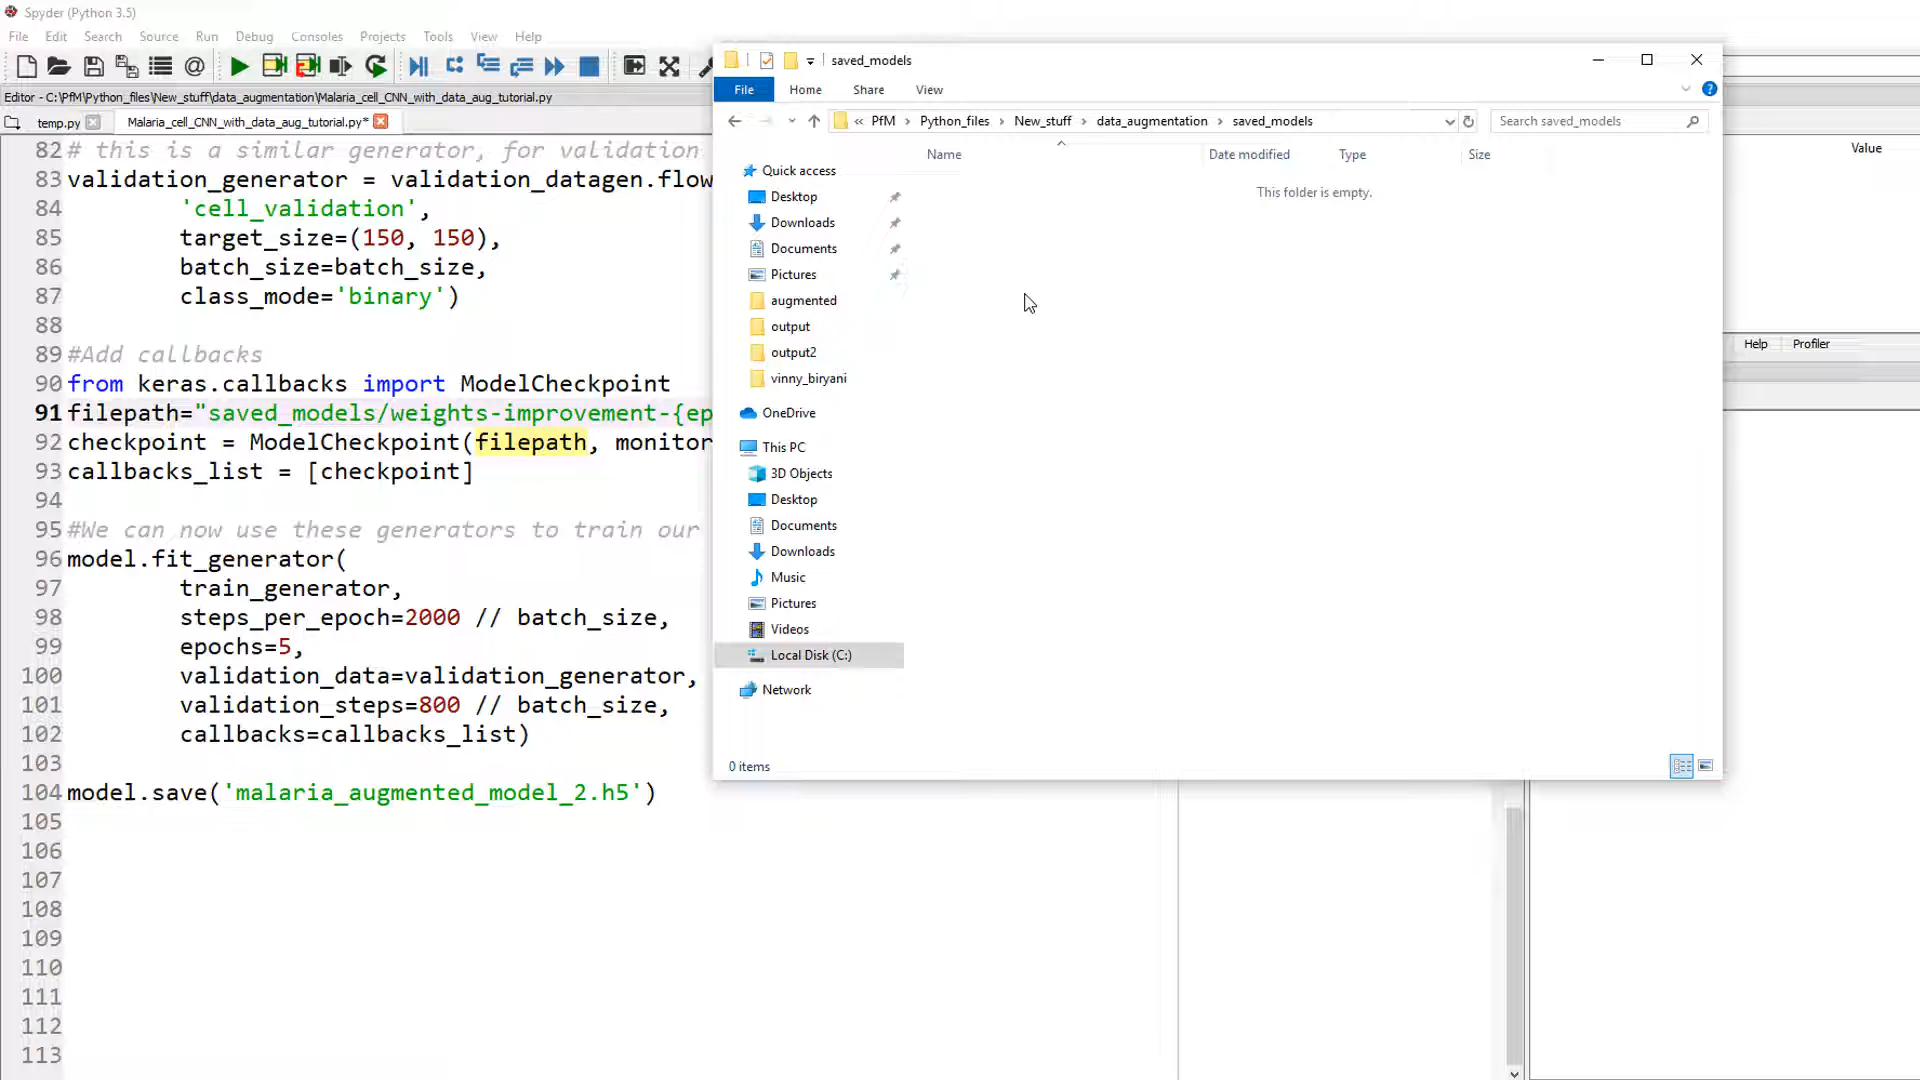 Spyder (Python 3.5)
File Edit Search Source Run Debug Consoles Projects Tools View Help
Editor - C:\PfM\Python_files\New_stuff\data_augmentation\Malaria_cell_CNN_with_data_aug_tutorial.py
temp.py Malaria_cell_CNN_with_data_aug_tutorial.py*
82 # this is a similar generator, for validation
83 validation_generator = validation_datagen.flow
84 'cell_validation',
85 target_size=(150, 150),
86 batch_size=batch_size,
87 class_mode='binary')
88
89 #Add callbacks
90 from keras.callbacks import ModelCheckpoint
91 filepath="saved_models/weights-improvement-{ep
92 checkpoint = ModelCheckpoint(filepath, monitor
93 callbacks_list = [checkpoint]
94
95 #We can now use these generators to train our
96 model.fit_generator(
97 train_generator,
98 steps_per_epoch=2000 // batch_size,
99 epochs=5,
100 validation_data=validation_generator,
101 validation_steps=800 // batch_size,
102 callbacks=callbacks_list)
103
104 model.save('malaria_augmented_model_2.h5')
105
106
107
108
109
110
111
112
113
saved_models
File Home Share View
« PfM › Python_files › New_stuff › data_augmentation › saved_models
Search saved_models
Name Date modified Type Size
This folder is empty.
Quick access
Desktop
Downloads
Documents
Pictures
augmented
output
output2
vinny_biryani
OneDrive
This PC
3D Objects
Desktop
Documents
Downloads
Music
Pictures
Videos
Local Disk (C:)
Network
0 items
Value
Help Profiler